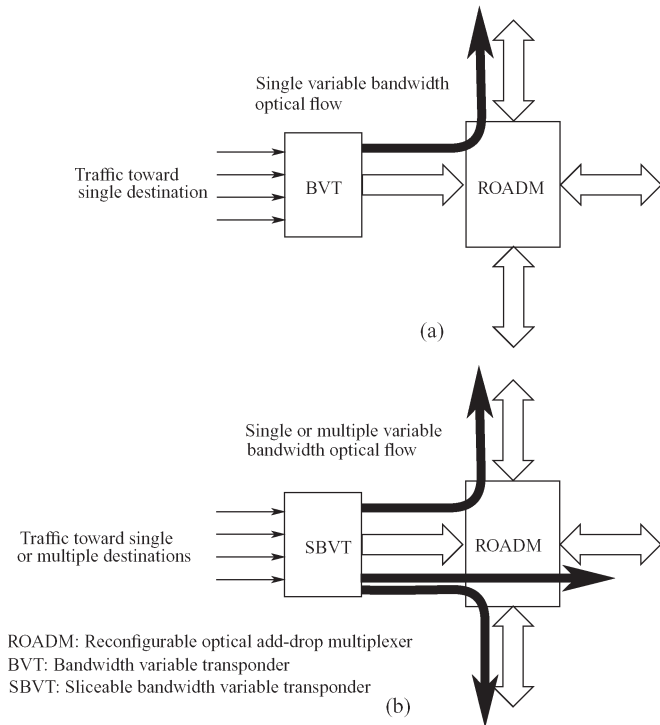 Single variable bandwidth
optical flow
Traffic toward
single destination
BVT
ROADM
(a)
Single or multiple variable
bandwidth optical flow
Traffic toward single
or multiple destinations
SBVT
ROADM
ROADM: Reconfigurable optical add-drop multiplexer
BVT: Bandwidth variable transponder
SBVT: Sliceable bandwidth variable transponder
(b)